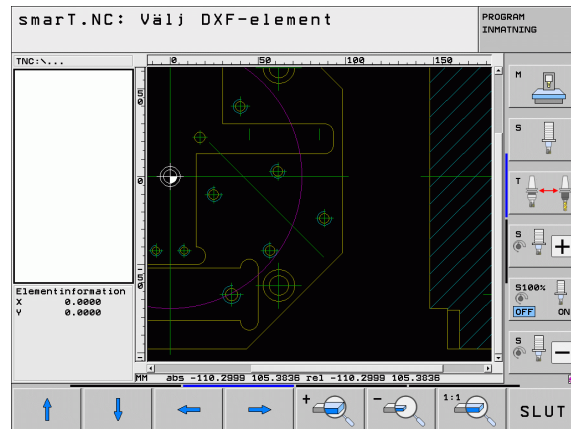 smarT.NC: Välj DXF-element
PROGRAM
INMATNING
TNC:\...
0 50 100 150
50
0
-50
Elementinformation
X 0.0000
Y 0.0000
MM abs -110.2999 105.3836 rel -110.2999 105.3836
M
S
T
S +
S100%
OFF ON
S -
+
-
1:1
SLUT